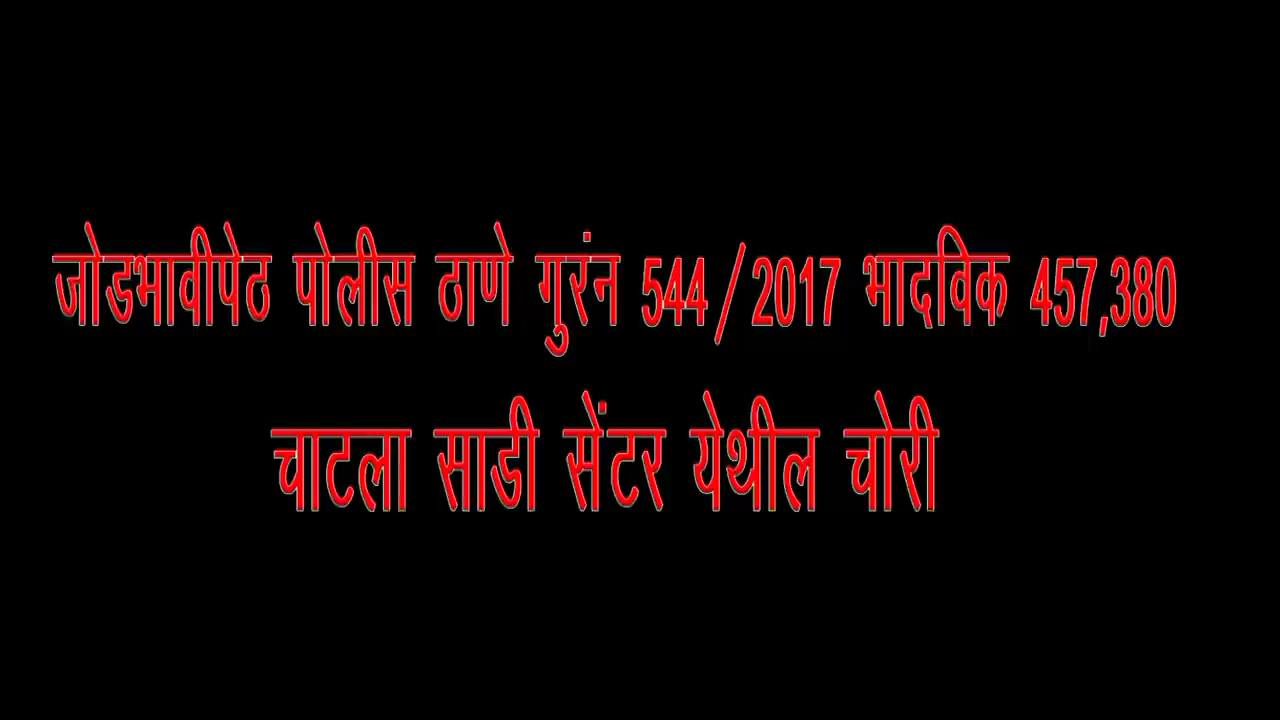 जोडभावीपेठ पोलीस ठाणे गुरंन 544/2017 भादविक 457,380
चाटला साडी सेंटर येथील चोरी